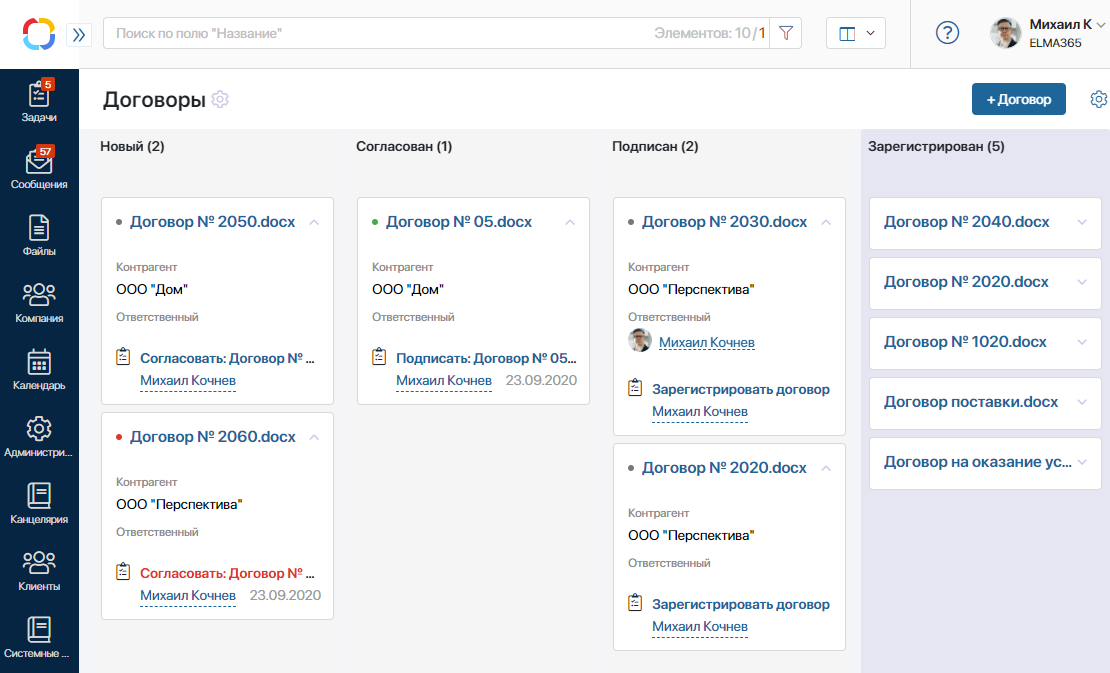 Поиск по полю "Название"
Элементов: 10/1
?
Михаил К
ELMA365
5
Задачи
57
Сообщения
Файлы
Компания
Календарь
Администри...
Канцелярия
Клиенты
Системные ...
Договоры
+ Договор
Новый (2)
Договор № 2050.docx
Контрагент
ООО "Дом"
Ответственный
Согласовать: Договор № ...
Михаил Кочнев
Договор № 2060.docx
Контрагент
ООО "Перспектива"
Ответственный
Согласовать: Договор № ...
Михаил Кочнев 23.09.2020
Согласован (1)
Договор № 05.docx
Контрагент
ООО "Дом"
Ответственный
Подписать: Договор № 05...
Михаил Кочнев 23.09.2020
Подписан (2)
Договор № 2030.docx
Контрагент
ООО "Перспектива"
Ответственный
Михаил Кочнев
Зарегистрировать договор
Михаил Кочнев
Договор № 2020.docx
Контрагент
ООО "Перспектива"
Ответственный
Зарегистрировать договор
Михаил Кочнев
Зарегистрирован (5)
Договор № 2040.docx
Договор № 2020.docx
Договор № 1020.docx
Договор поставки.docx
Договор на оказание ус...